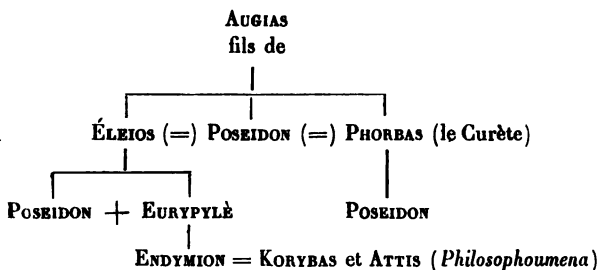 AUGIAS
fils de
ÉLEIOS (=) POSEIDON (=) PHORBAS (le Curète)
POSEIDON + EURYPYLÈ POSEIDON
ENDYMION = KORYBAS et ATTIS (Philosophoumena)